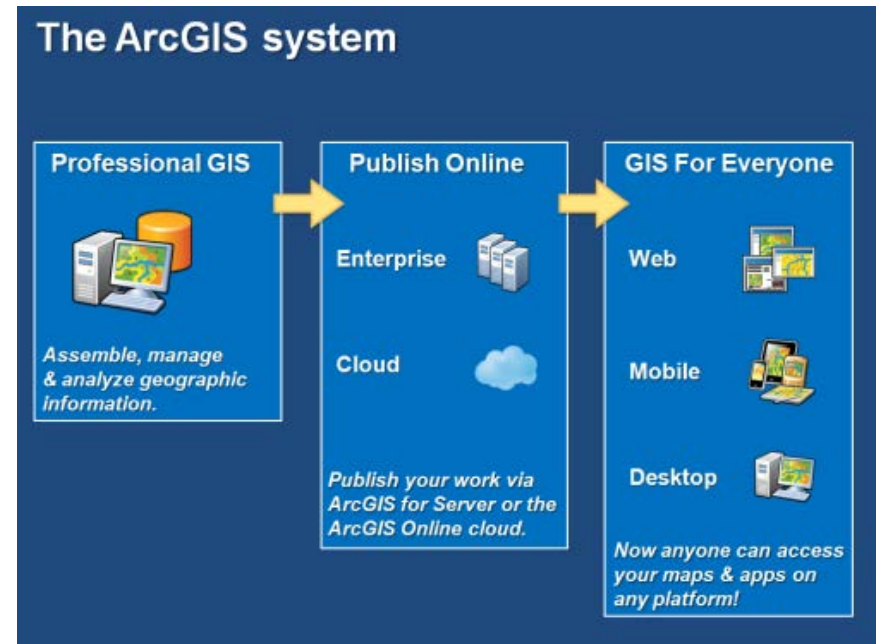 The ArcGIS system
Professional GIS
Assemble, manage
& analyze geographic
information.
Publish Online
Enterprise
Cloud
Publish your work via
ArcGIS for Server or the
ArcGIS Online cloud.
GIS For Everyone
Web
Mobile
Desktop
Now anyone can access
your maps & apps on
any platform!